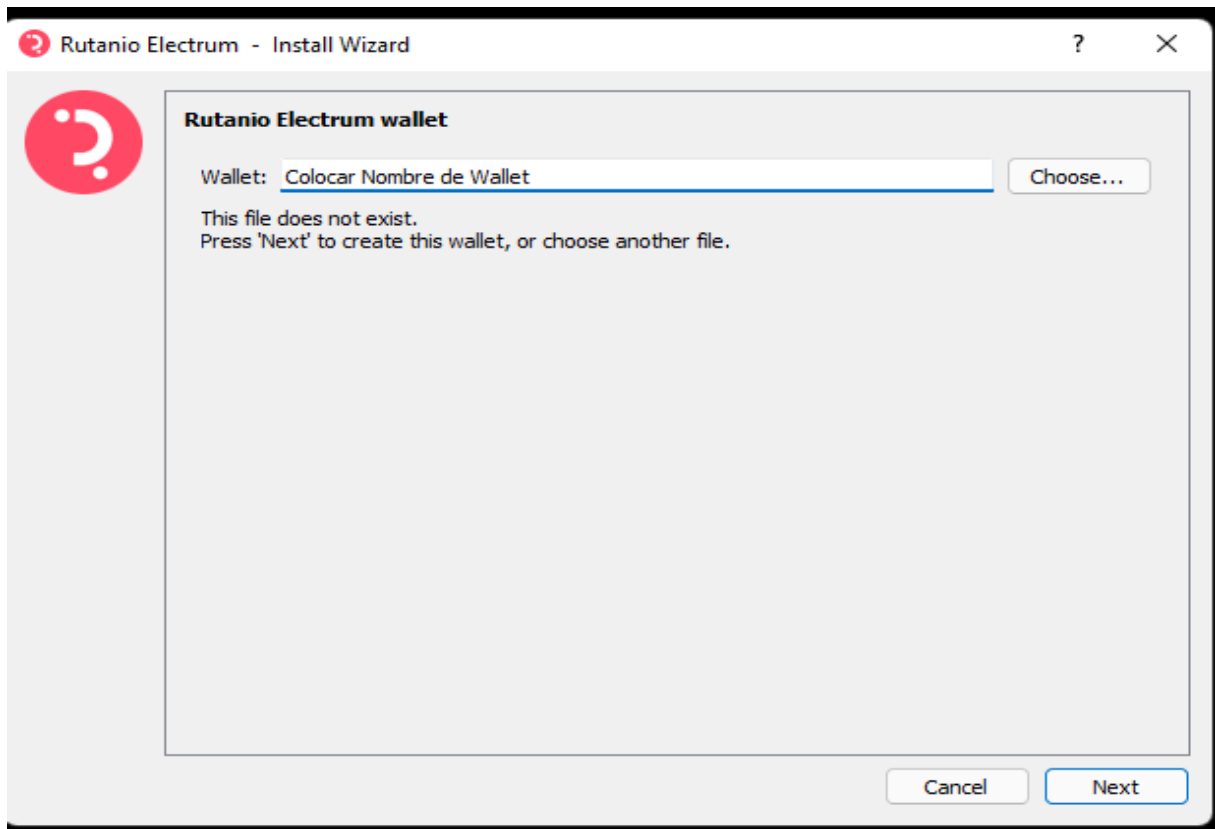 Rutanio Electrum - Install Wizard
Rutanio Electrum wallet
Wallet: Colocar Nombre de Wallet Choose...
This file does not exist.
Press 'Next' to create this wallet, or choose another file.
Cancel Next